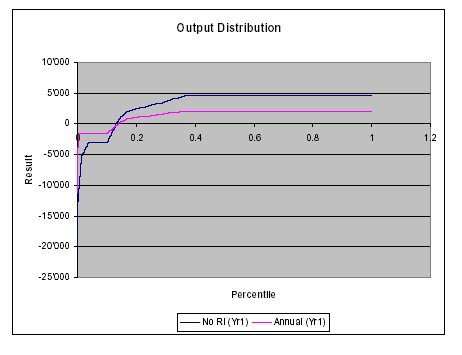 Output Distribution
10'000
5'000
0
-5'000
-10'000
-15'000
-20'000
-25'000
0 0.2 0.4 0.6 0.8 1 1.2
Result
Percentile
No RI (Yr1) Annual (Yr1)